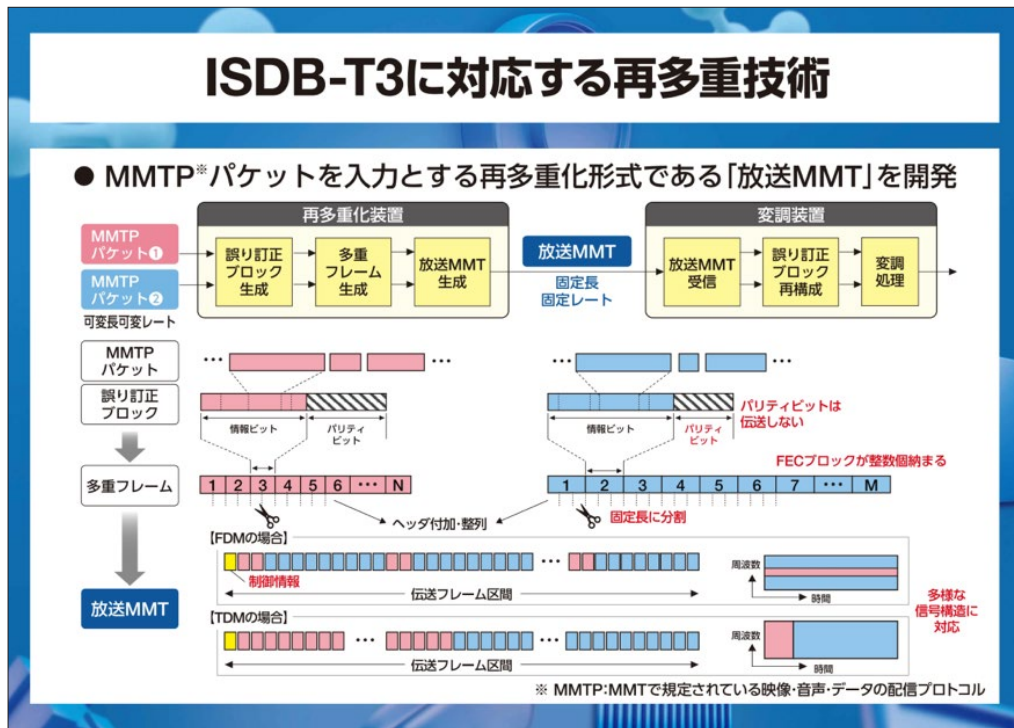 ISDB-T3に対応する再多重技術
● MMTP※パケットを入力とする再多重化形式である「放送MMT」を開発
再多重化装置
変調装置
MMTP
パケット❶
MMTP
パケット❷
可変長可変レート
誤り訂正
ブロック
生成
多重
フレーム
生成
放送MMT
生成
放送MMT
固定長
固定レート
放送MMT
受信
誤り訂正
ブロック
再構成
変調
処理
MMTP
パケット
… …
… …
誤り訂正
ブロック
情報ビット
パリティ
ビット
情報ビット
パリティ
ビット
パリティビットは
伝送しない
FECブロックが整数個納まる
多重フレーム
1 2 3 4 5 6 … N
1 2 3 4 5 6 7 … M
ヘッダ付加・整列
固定長に分割
【FDMの場合】
…
制御情報
伝送フレーム区間
周波数
時間
放送MMT
【TDMの場合】
… …
伝送フレーム区間
周波数
時間
多様な
信号構造に
対応
※ MMTP:MMTで規定されている映像・音声・データの配信プロトコル